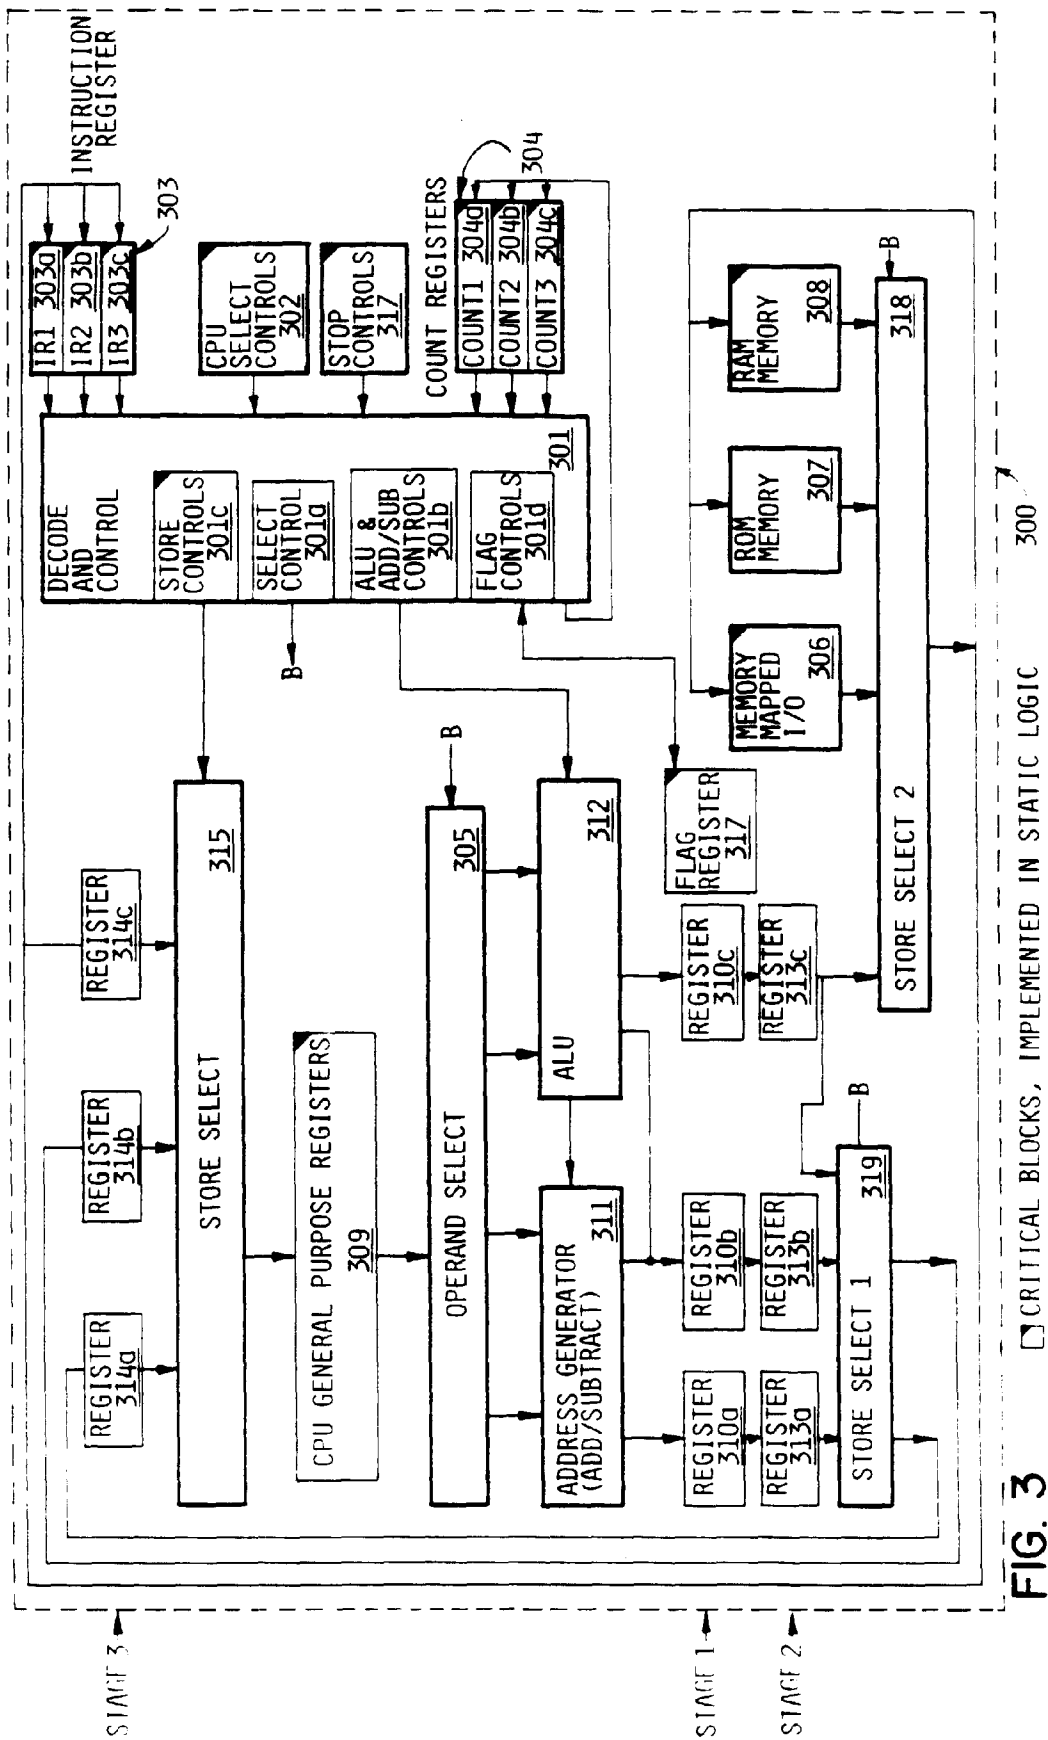 INSTRUCTION
REGISTER
IR1 303a
IR2 303b
IR3 303c
303
CPU
SELECT
CONTROLS
302
STOP
CONTROLS
317
COUNT REGISTERS
304
COUNT1 304a
COUNT2 304b
COUNT3 304c
DECODE
AND
CONTROL
301
STORE
CONTROLS
301c
SELECT
CONTROL
301a
ALU &
ADD/SUB
CONTROLS
301b
FLAG
CONTROLS
301d
B
REGISTER
314a
REGISTER
314b
REGISTER
314c
STORE SELECT
315
CPU GENERAL PURPOSE REGISTERS
309
OPERAND SELECT
305
B
ADDRESS GENERATOR
(ADD/SUBTRACT)
311
ALU
312
FLAG
REGISTER
317
REGISTER
310a
REGISTER
310b
REGISTER
310c
REGISTER
313a
REGISTER
313b
REGISTER
313c
STORE SELECT 1
319
B
MEMORY
MAPPED
I/O
306
ROM
MEMORY
307
RAM
MEMORY
308
STORE SELECT 2
318
B
STAGE 3
STAGE 1
STAGE 2
300
CRITICAL BLOCKS, IMPLEMENTED IN STATIC LOGIC
FIG. 3